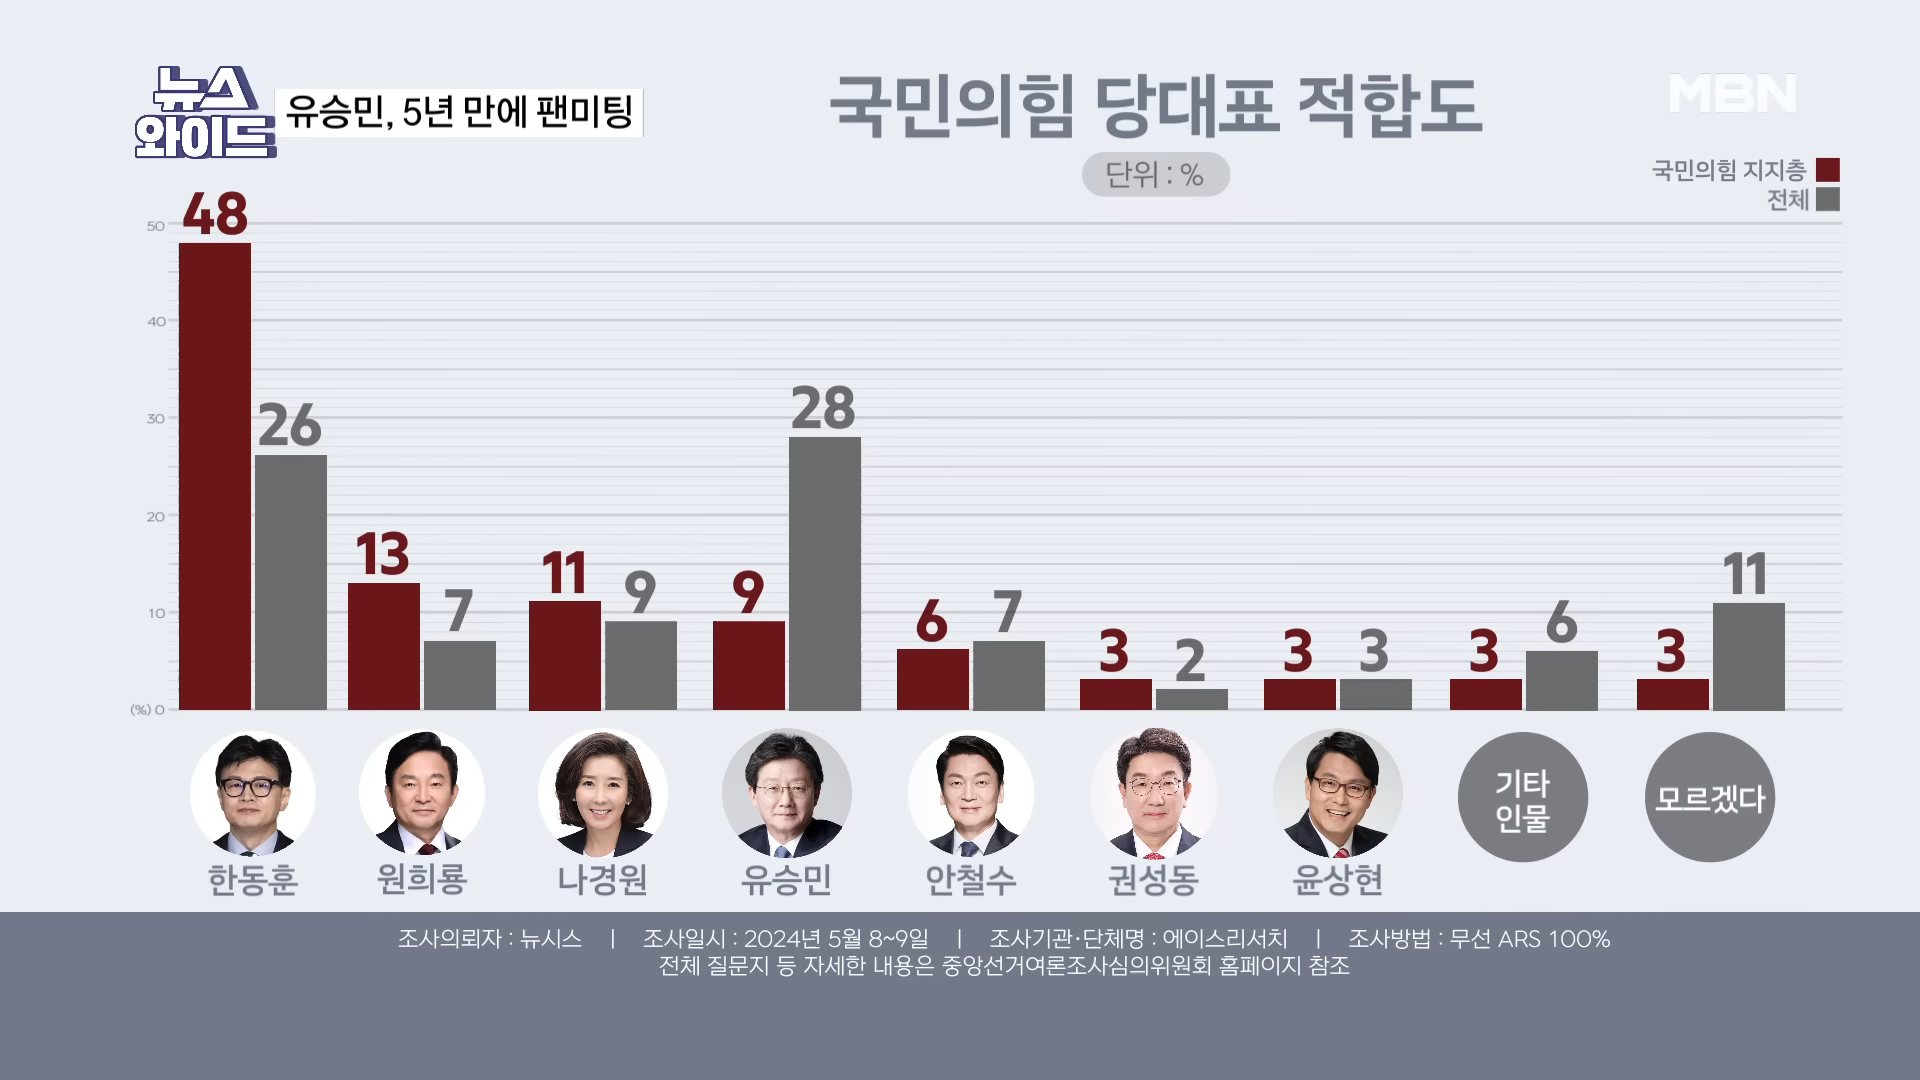 뉴스
와이드
유승민, 5년 만에 팬미팅
국민의힘 당대표 적합도
MBN
단위 : %
국민의힘 지지층
전체
50
40
30
20
10
(%) 0
48
26
13
7
11
9
9
28
6
7
3
2
3
3
3
6
3
11
한동훈
원희룡
나경원
유승민
안철수
권성동
윤상현
기타
인물
모르겠다
조사의뢰자 : 뉴시스 | 조사일시 : 2024년 5월 8~9일 | 조사기관·단체명 : 에이스리서치 | 조사방법 : 무선 ARS 100%
전체 질문지 등 자세한 내용은 중앙선거여론조사심의위원회 홈페이지 참조